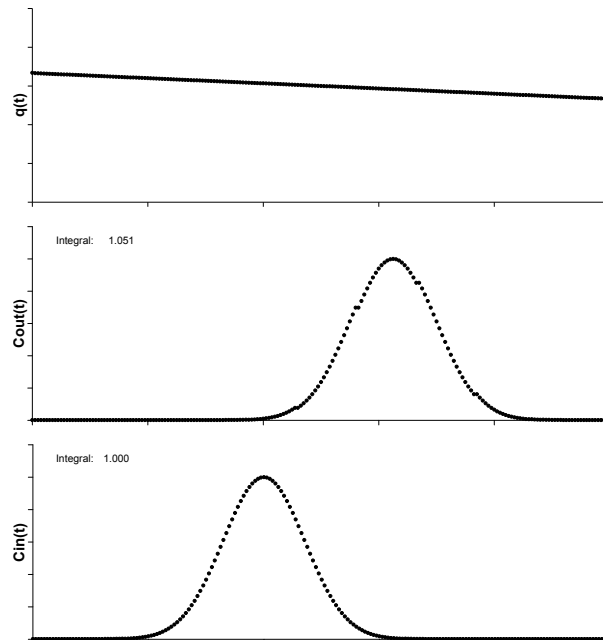 q(t)
Integral: 1.051
Cout(t)
Integral: 1.000
Cin(t)